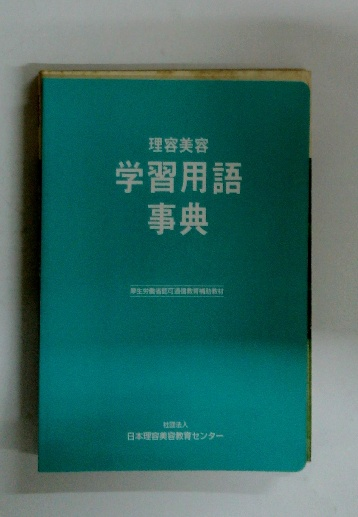 理容美容
学習用語
事典
厚生労働省認可通信教育補助教材
社団法人
日本理容美容教育センター